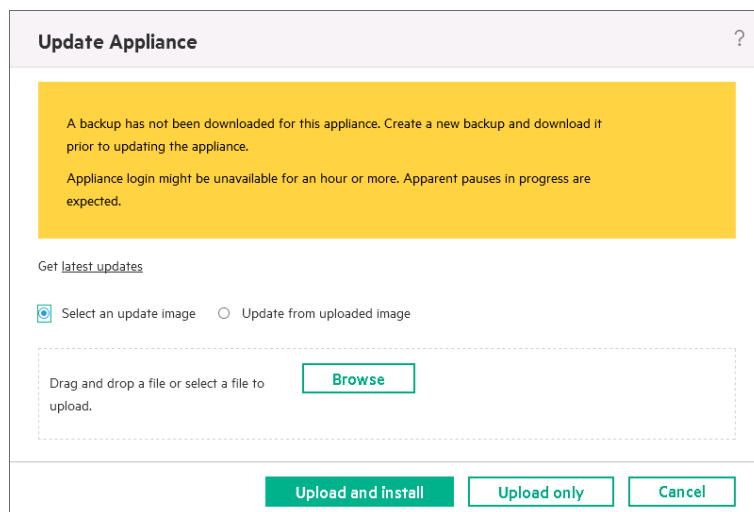 Update Appliance
?
A backup has not been downloaded for this appliance. Create a new backup and download it
prior to updating the appliance.
Appliance login might be unavailable for an hour or more. Apparent pauses in progress are
expected.
Get latest updates
Select an update image Update from uploaded image
Drag and drop a file or select a file to
upload.
Browse
Upload and install Upload only Cancel